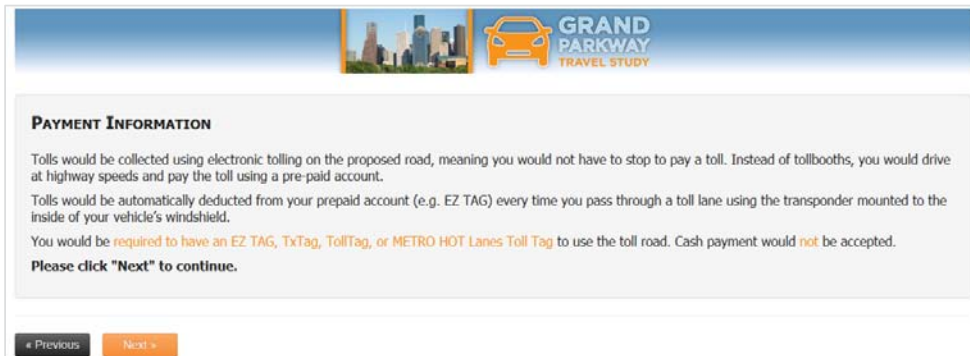 GRAND
PARKWAY
TRAVEL STUDY
PAYMENT INFORMATION
Tolls would be collected using electronic tolling on the proposed road, meaning you would not have to stop to pay a toll. Instead of tollbooths, you would drive
at highway speeds and pay the toll using a pre-paid account.
Tolls would be automatically deducted from your prepaid account (e.g. EZ TAG) every time you pass through a toll lane using the transponder mounted to the
inside of your vehicle's windshield.
You would be required to have an EZ TAG, TxTag, TollTag, or METRO HOT Lanes Toll Tag to use the toll road. Cash payment would not be accepted.
Please click "Next" to continue.
« Previous Next »